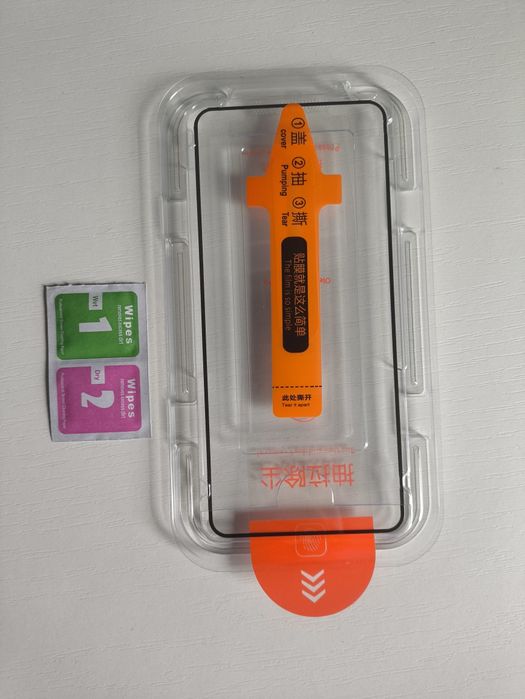 ①盖 ②抽 ③撕
cover Pumping Tear
贴膜就是这么简单
The film is so simple
此处撕开
Tear it apart
抽拉除尘
Wipes
Wet
1
Wipes
Dry
2